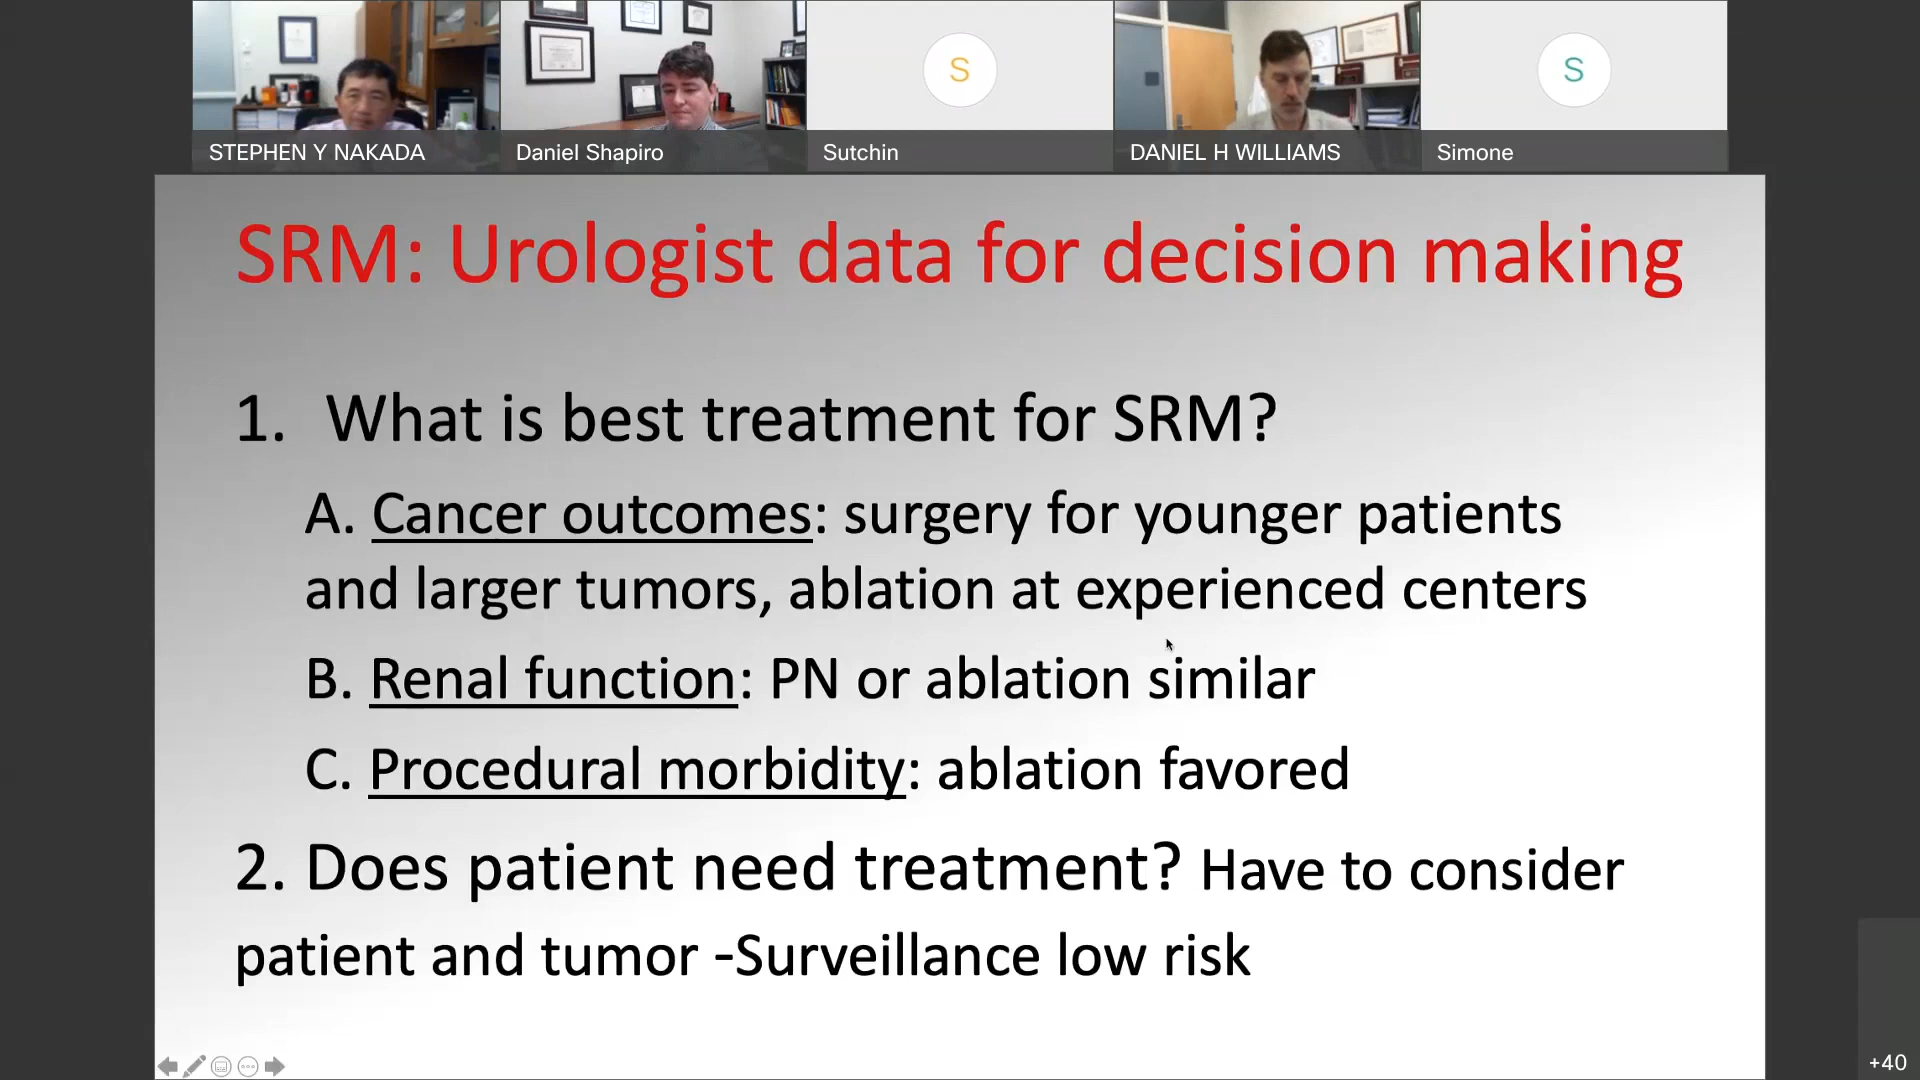 S
S
STEPHEN Y NAKADA
Daniel Shapiro
Sutchin
DANIEL H WILLIAMS
Simone
SRM: Urologist data for decision making
1. What is best treatment for SRM?
A. Cancer outcomes: surgery for younger patients
and larger tumors, ablation at experienced centers
B. Renal function: PN or ablation similar
C. Procedural morbidity: ablation favored
2. Does patient need treatment? Have to consider
patient and tumor -Surveillance low risk
+40